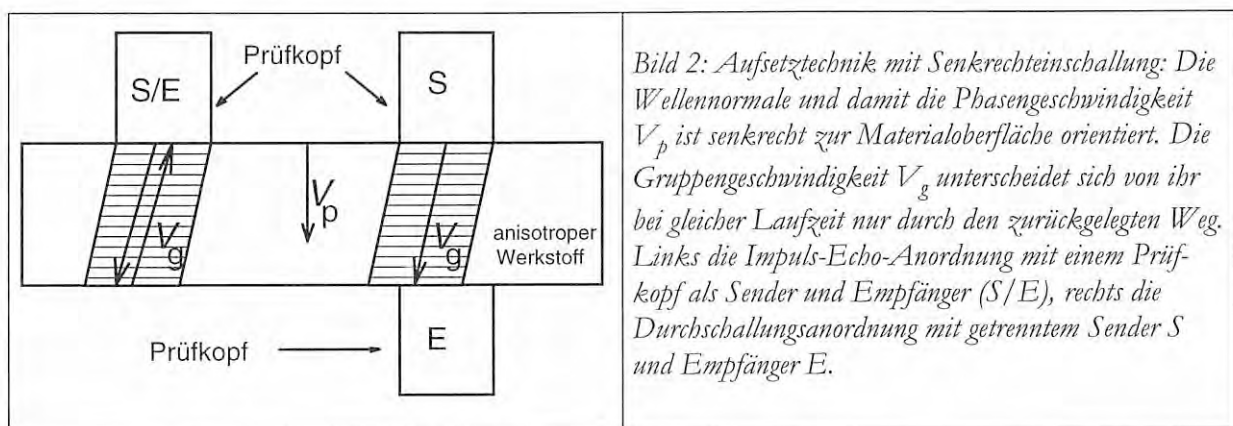 Prüfkopf
S/E
S
V
p
V
g
V
g
anisotroper
Werkstoff
Prüfkopf
E
Bild 2: Aufsetztechnik mit Senkrechteinschallung: Die
Wellennormale und damit die Phasengeschwindigkeit
V_p ist senkrecht zur Materialoberfläche orientiert. Die
Gruppengeschwindigkeit V_g unterscheidet sich von ihr
bei gleicher Laufzeit nur durch den zurückgelegten Weg.
Links die Impuls-Echo-Anordnung mit einem Prüf-
kopf als Sender und Empfänger (S/E), rechts die
Durchschallungsanordnung mit getrenntem Sender S
und Empfänger E.